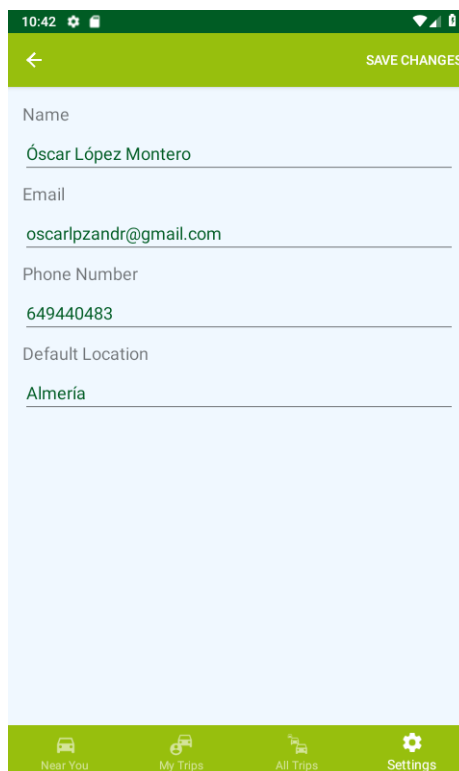 10:42
SAVE CHANGES
Name
Óscar López Montero
Email
oscarlpzandr@gmail.com
Phone Number
649440483
Default Location
Almería
Near You
My Trips
All Trips
Settings